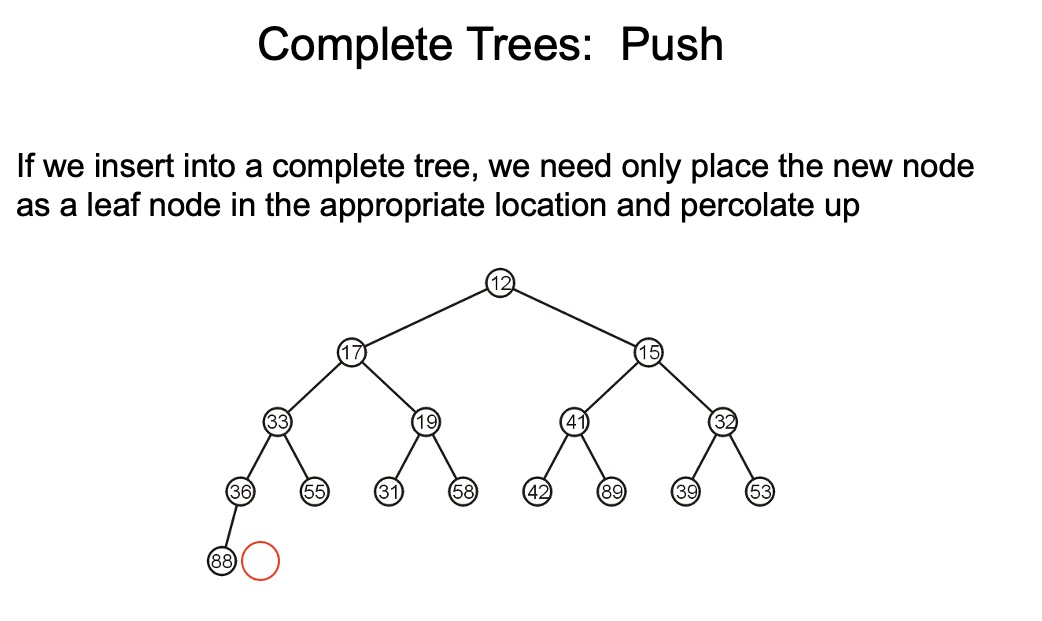 Complete Trees: Push
If we insert into a complete tree, we need only place the new node
as a leaf node in the appropriate location and percolate up
12
17 15
33 19 41 32
36 55 31 58 42 89 39 53
88